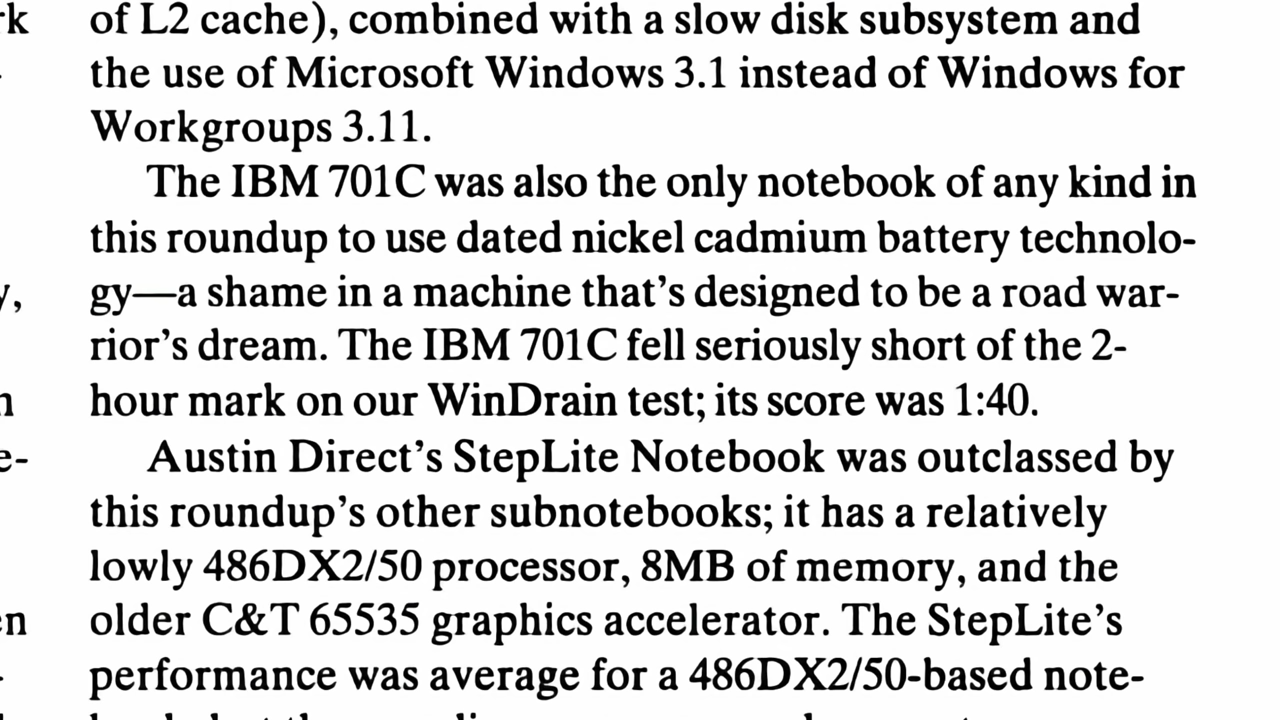 of L2 cache), combined with a slow disk subsystem and
the use of Microsoft Windows 3.1 instead of Windows for
Workgroups 3.11.
The IBM 701C was also the only notebook of any kind in
this roundup to use dated nickel cadmium battery technolo-
gy—a shame in a machine that's designed to be a road war-
rior's dream. The IBM 701C fell seriously short of the 2-
hour mark on our WinDrain test; its score was 1:40.
Austin Direct's StepLite Notebook was outclassed by
this roundup's other subnotebooks; it has a relatively
lowly 486DX2/50 processor, 8MB of memory, and the
older C&T 65535 graphics accelerator. The StepLite's
performance was average for a 486DX2/50-based note-